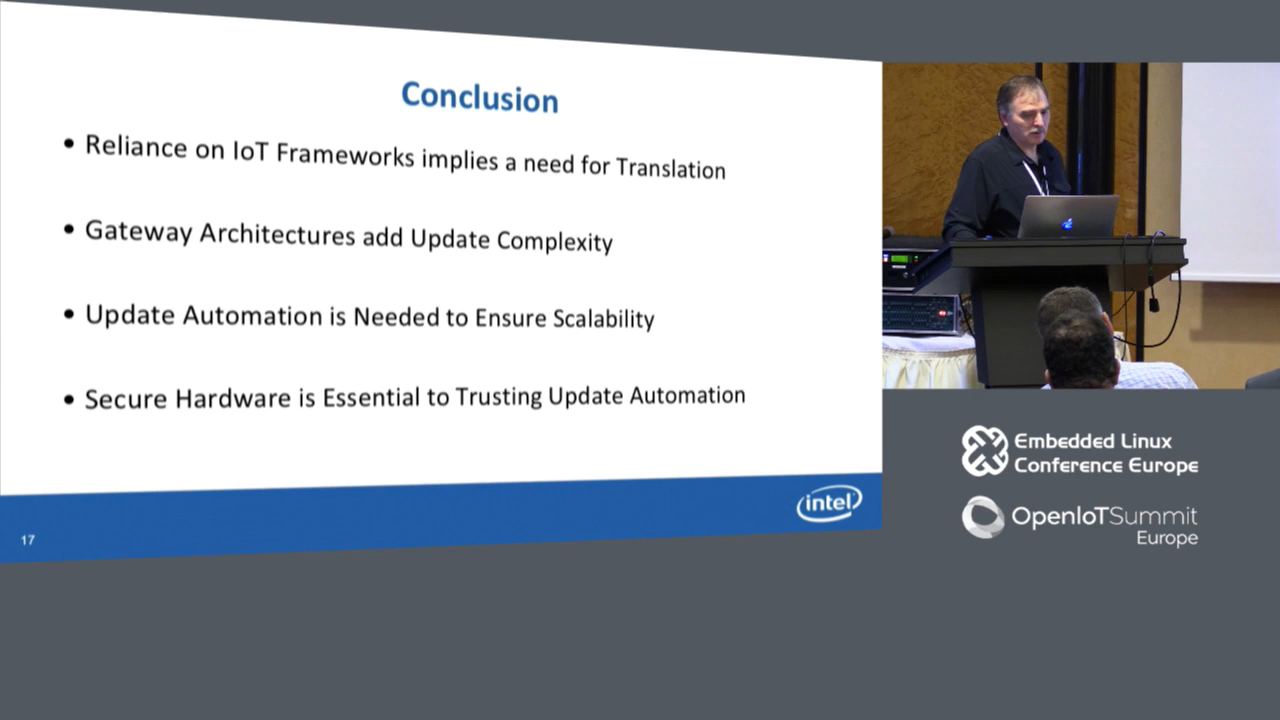 Conclusion
• Reliance on IoT Frameworks implies a need for Translation
• Gateway Architectures add Update Complexity
• Update Automation is Needed to Ensure Scalability
• Secure Hardware is Essential to Trusting Update Automation
17
intel
Embedded Linux
Conference Europe
OpenIoTSummit
Europe